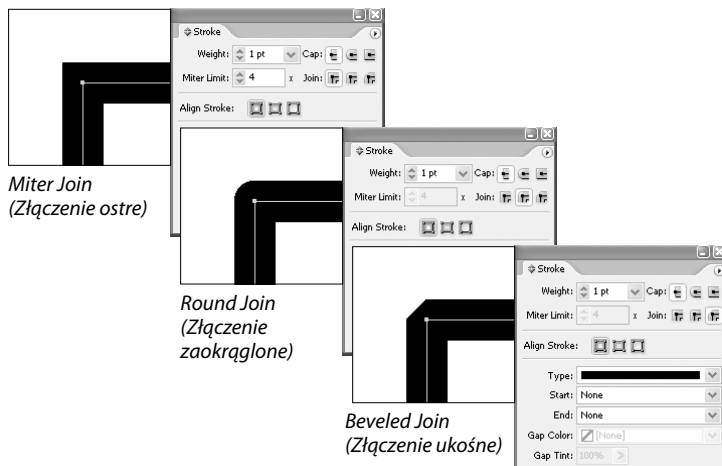 Stroke
Weight: 1 pt Cap:
Miter Limit: 4 x Join:
Align Stroke:
Miter Join
(Złączenie ostre)
Stroke
Weight: 1 pt Cap:
Miter Limit: 4 x Join:
Align Stroke:
Round Join
(Złączenie
zaokrąglone)
Stroke
Weight: 1 pt Cap:
Miter Limit: 4 x Join:
Align Stroke:
Type:
Start: None
End: None
Gap Color: [None]
Gap Tint: 100%
Beveled Join
(Złączenie ukośne)